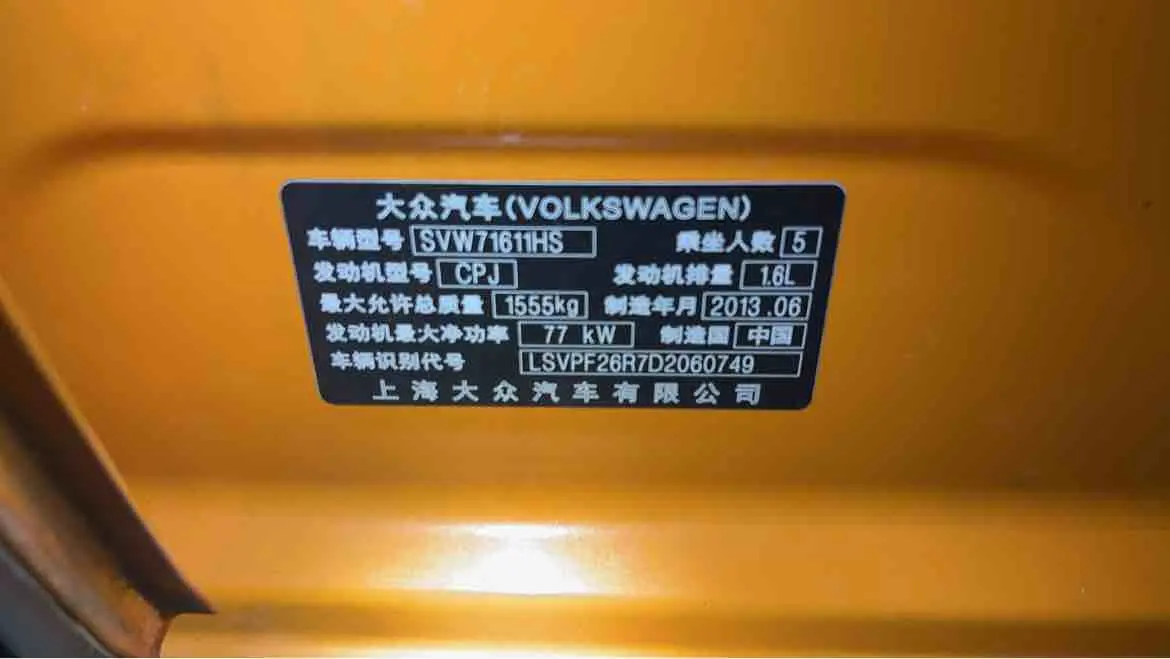 大众汽车(VOLKSWAGEN)
车辆型号 SVW71611HS 乘坐人数 5
发动机型号 CPJ 发动机排量 1.6L
最大允许总质量 1555kg 制造年月 2013.06
发动机最大净功率 77 kW 制造国 中国
车辆识别代号 LSVPF26R7D2060749
上海大众汽车有限公司